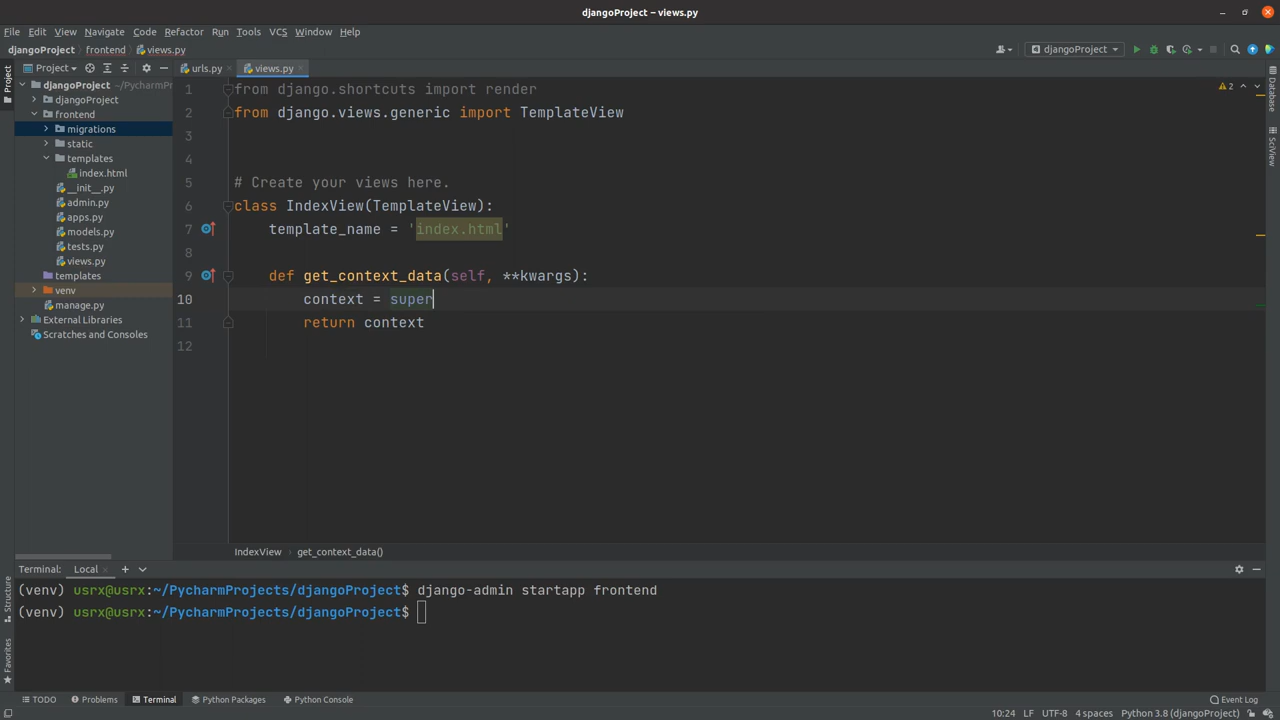 djangoProject – views.py
File Edit View Navigate Code Refactor Run Tools VCS Window Help
djangoProject frontend views.py djangoProject
Project urls.py views.py
Project
djangoProject ~/PycharmPr
djangoProject
frontend
migrations
static
templates
index.html
__init__.py
admin.py
apps.py
models.py
tests.py
views.py
templates
venv
manage.py
External Libraries
Scratches and Consoles
1 from django.shortcuts import render
2 from django.views.generic import TemplateView
3
4
5 # Create your views here.
6 class IndexView(TemplateView):
7 template_name = 'index.html'
8
9 def get_context_data(self, **kwargs):
10 context = super
11 return context
12
2
Database
SciView
IndexView get_context_data()
Terminal: Local
(venv) usrx@usrx:~/PycharmProjects/djangoProject$ django-admin startapp frontend
(venv) usrx@usrx:~/PycharmProjects/djangoProject$
Structure
Favorites
TODO Problems Terminal Python Packages Python Console Event Log
10:24 LF UTF-8 4 spaces Python 3.8 (djangoProject)